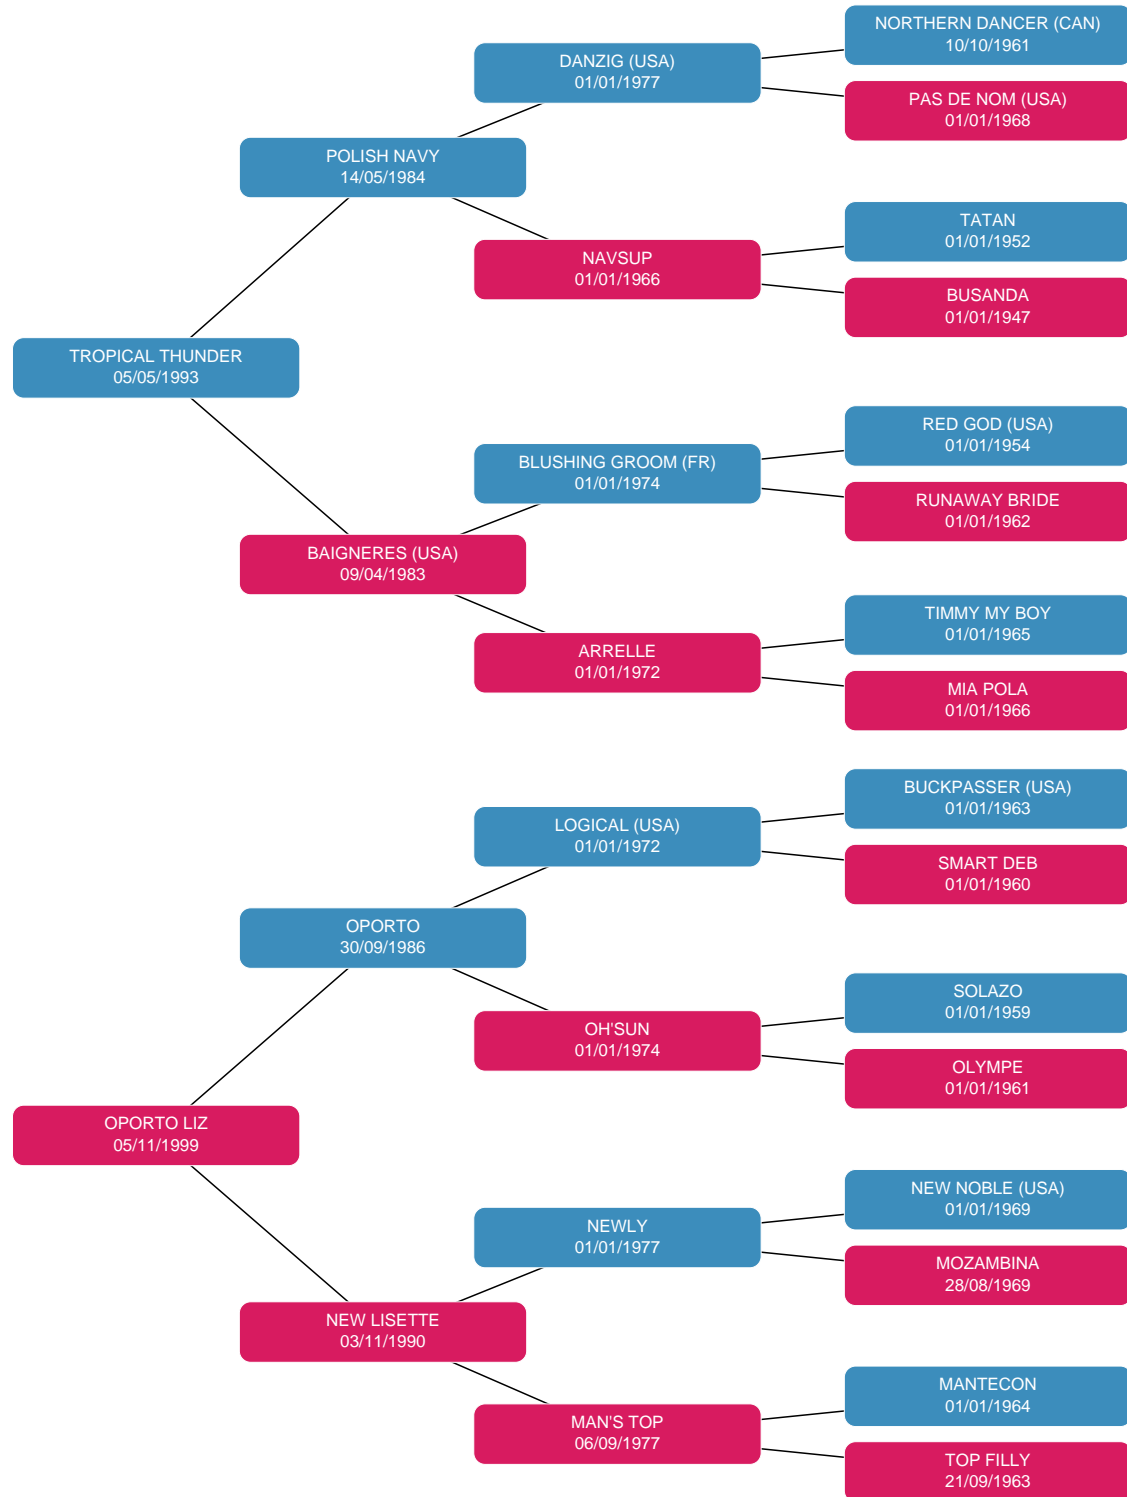 NORTHERN DANCER (CAN)
10/10/1961
DANZIG (USA)
01/01/1977
PAS DE NOM (USA)
01/01/1968
POLISH NAVY
14/05/1984
TATAN
01/01/1952
NAVSUP
01/01/1966
BUSANDA
01/01/1947
TROPICAL THUNDER
05/05/1993
RED GOD (USA)
01/01/1954
BLUSHING GROOM (FR)
01/01/1974
RUNAWAY BRIDE
01/01/1962
BAIGNERES (USA)
09/04/1983
TIMMY MY BOY
01/01/1965
ARRELLE
01/01/1972
MIA POLA
01/01/1966
BUCKPASSER (USA)
01/01/1963
LOGICAL (USA)
01/01/1972
SMART DEB
01/01/1960
OPORTO
30/09/1986
SOLAZO
01/01/1959
OH'SUN
01/01/1974
OLYMPE
01/01/1961
OPORTO LIZ
05/11/1999
NEW NOBLE (USA)
01/01/1969
NEWLY
01/01/1977
MOZAMBINA
28/08/1969
NEW LISETTE
03/11/1990
MANTECON
01/01/1964
MAN'S TOP
06/09/1977
TOP FILLY
21/09/1963